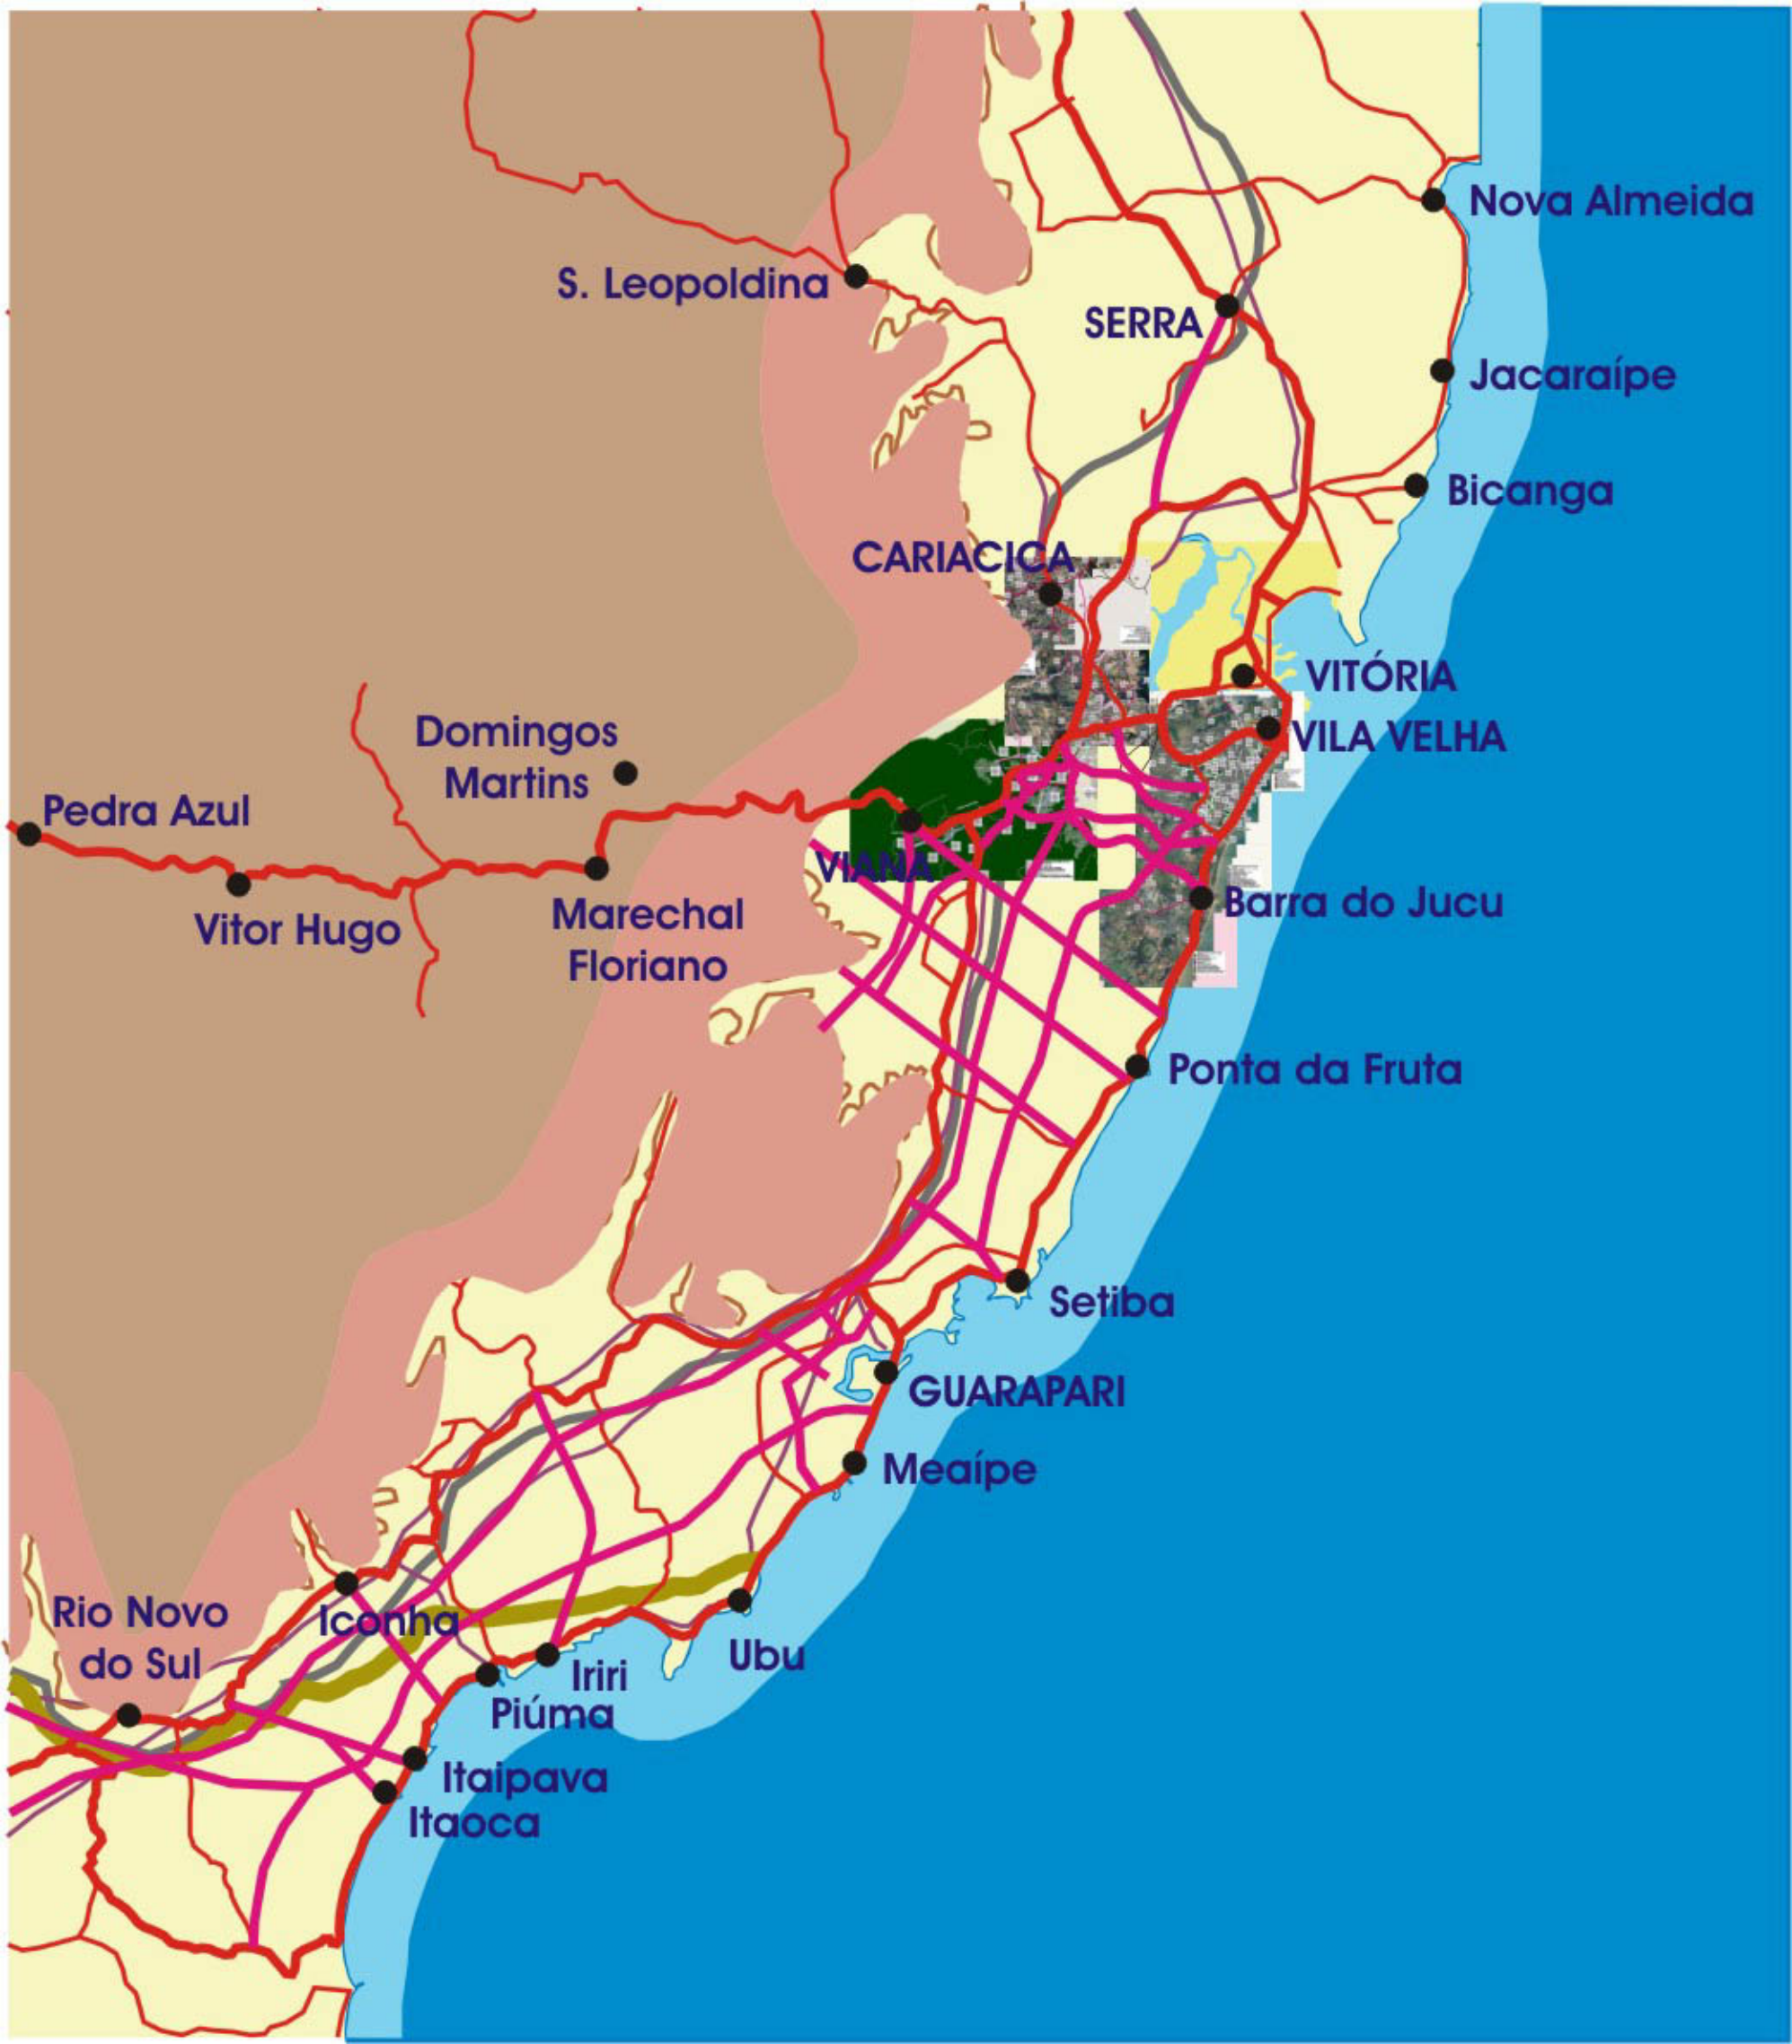 Nova Almeida
S. Leopoldina
SERRA
Jacaraípe
Bicanga
CARIACICA
VITÓRIA
Domingos
Martins
VILA VELHA
Pedra Azul
VIANA
Vitor Hugo
Marechal
Floriano
Barra do Jucu
Ponta da Fruta
Setiba
GUARAPARI
Meaípe
Rio Novo
do Sul
Iconha
Ubu
Iriri
Piúma
Itaipava
Itaoca